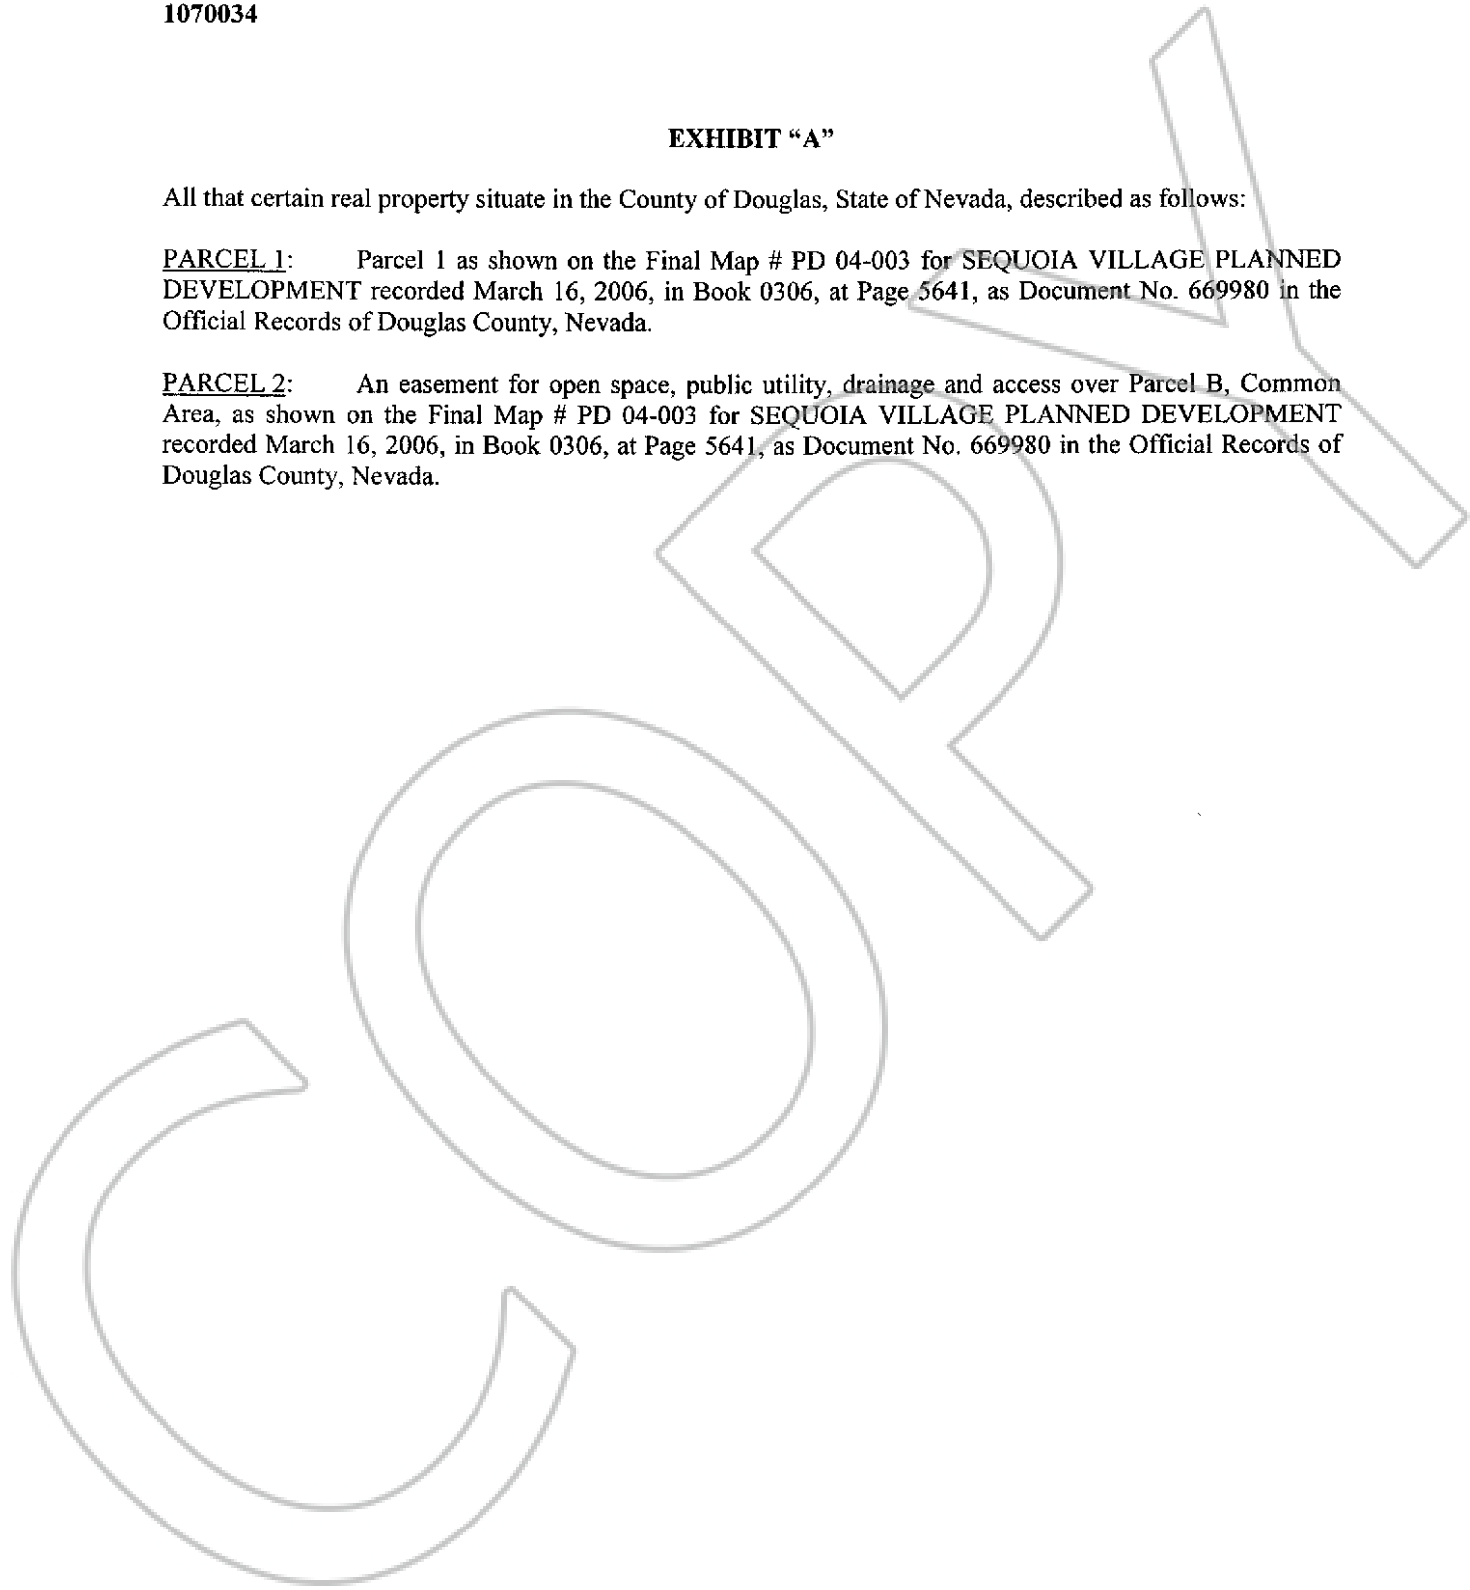 1070034
EXHIBIT “A”
All that certain real property situate in the County of Douglas, State of Nevada, described as follows:
PARCEL 1: Parcel 1 as shown on the Final Map # PD 04-003 for SEQUOIA VILLAGE PLANNED
DEVELOPMENT recorded March 16, 2006, in Book 0306, at Page 5641, as Document No. 669980 in the
Official Records of Douglas County, Nevada.
PARCEL 2: An easement for open space, public utility, drainage and access over Parcel B, Common
Area, as shown on the Final Map # PD 04-003 for SEQUOIA VILLAGE PLANNED DEVELOPMENT
recorded March 16, 2006, in Book 0306, at Page 5641, as Document No. 669980 in the Official Records of
Douglas County, Nevada.
COPY